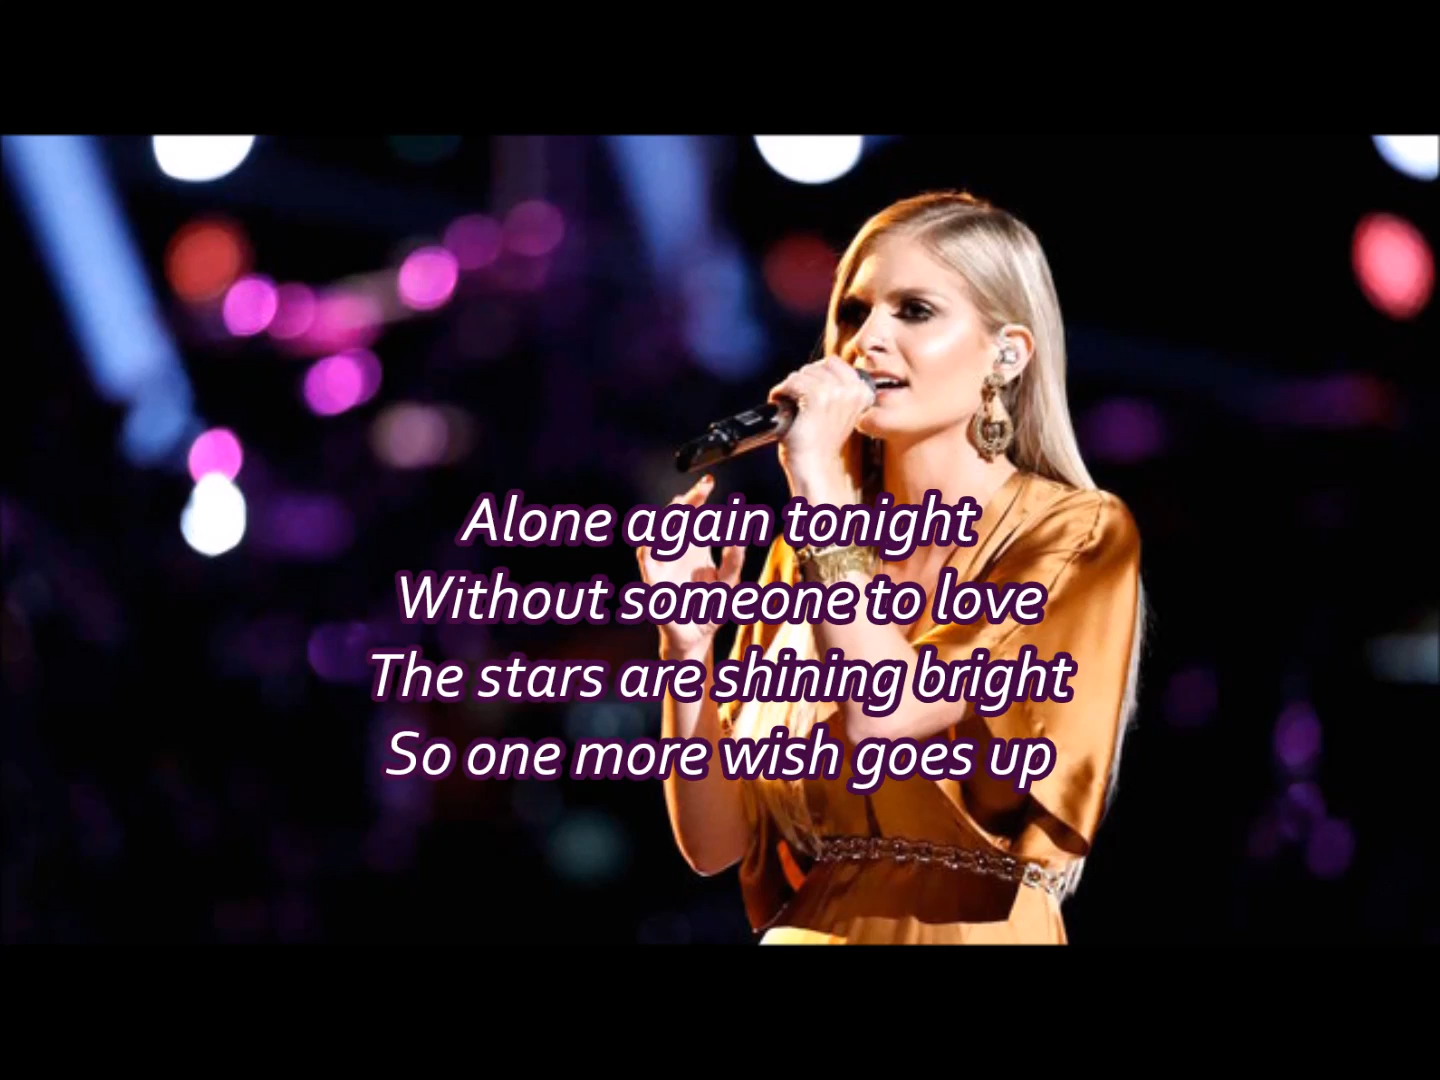 Alone again tonight
Without someone to love
The stars are shining bright
So one more wish goes up